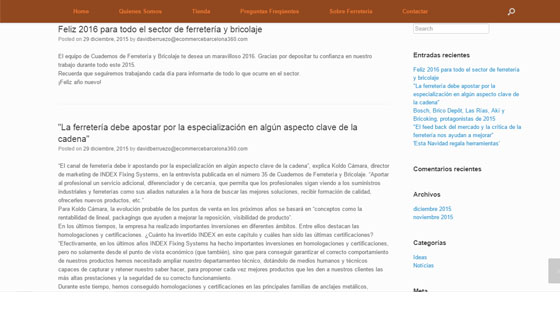 Home Quienes Somos Tienda Preguntas Frequentes Sobre Ferretería Contactar
Feliz 2016 para todo el sector de ferretería y bricolaje
Posted on 29 diciembre, 2015 by davidberruezo@ecommercebarcelona360.com
El equipo de Cuadernos de Ferretería y Bricolaje te desea un maravilloso 2016. Gracias por depositar tu confianza en nuestro
trabajo durante todo este 2015.
Recuerda que seguiremos trabajando cada día para informarte de todo lo que ocurre en el sector.
¡Feliz año nuevo!
"La ferretería debe apostar por la especialización en algún aspecto clave de la
cadena"
Posted on 29 diciembre, 2015 by davidberruezo@ecommercebarcelona360.com
"El canal de ferretería debe ir apostando por la especialización en algún aspecto clave de la cadena", explica Koldo Cámara, director
de marketing de INDEX Fixing Systems, en la entrevista publicada en el número 35 de Cuadernos de Ferretería y Bricolaje. "Aportar
al profesional un servicio adicional, diferenciación y de cercanía, que permita que los profesionales sigan viendo a los suministros
industriales y ferreterías como sus aliados naturales a la hora de buscar las mejores soluciones, recibir formación de calidad,
ofrecerles nuevos productos, etc."
Para Koldo Cámara, la evolución probable de los puntos de venta en los próximos años se basará en "conceptos como la
rentabilidad de lineal, packagings que ayuden a mejorar la reposición, visibilidad de producto".
En los últimos tiempos, la empresa ha realizado importantes inversiones en diferentes ámbitos. Entre ellos destacan las
homologaciones y certificaciones. ¿Cuánto ha invertido INDEX en este capítulo y cuáles han sido las últimas certificaciones?
"Efectivamente, en los últimos años INDEX Fixing Systems ha hecho importantes inversiones en homologaciones y certificaciones,
pero no solamente desde el punto de vista económico (que también), sino que para conseguir garantizar el correcto comportamiento
de nuestros productos hemos necesitado ampliar nuestro departamentos técnico, dotándolo de medios humanos y técnicos
capaces de capturar y retener nuestro saber hacer, para proponer cada vez mejores productos que les den a nuestros clientes las
más altas prestaciones y la seguridad de su correcto funcionamiento.
Durante este tiempo, hemos conseguido homologaciones y certificaciones en las principales familias de anclajes metálicos,
Search
Entradas recientes
Feliz 2016 para todo el sector de ferretería
y bricolaje
"La ferretería debe apostar por la
especialización en algún aspecto clave de
la cadena"
Bosch, Brico Depôt, Las Rías, Aki y
Bricoking, protagonistas de 2015
"El feed back del mercado y la crítica de la
ferretería nos ayudan a mejorar"
'Esta Navidad regala herramientas'
Comentarios recientes
Archivos
diciembre 2015
noviembre 2015
Categorías
Ideas
Noticias
Meta